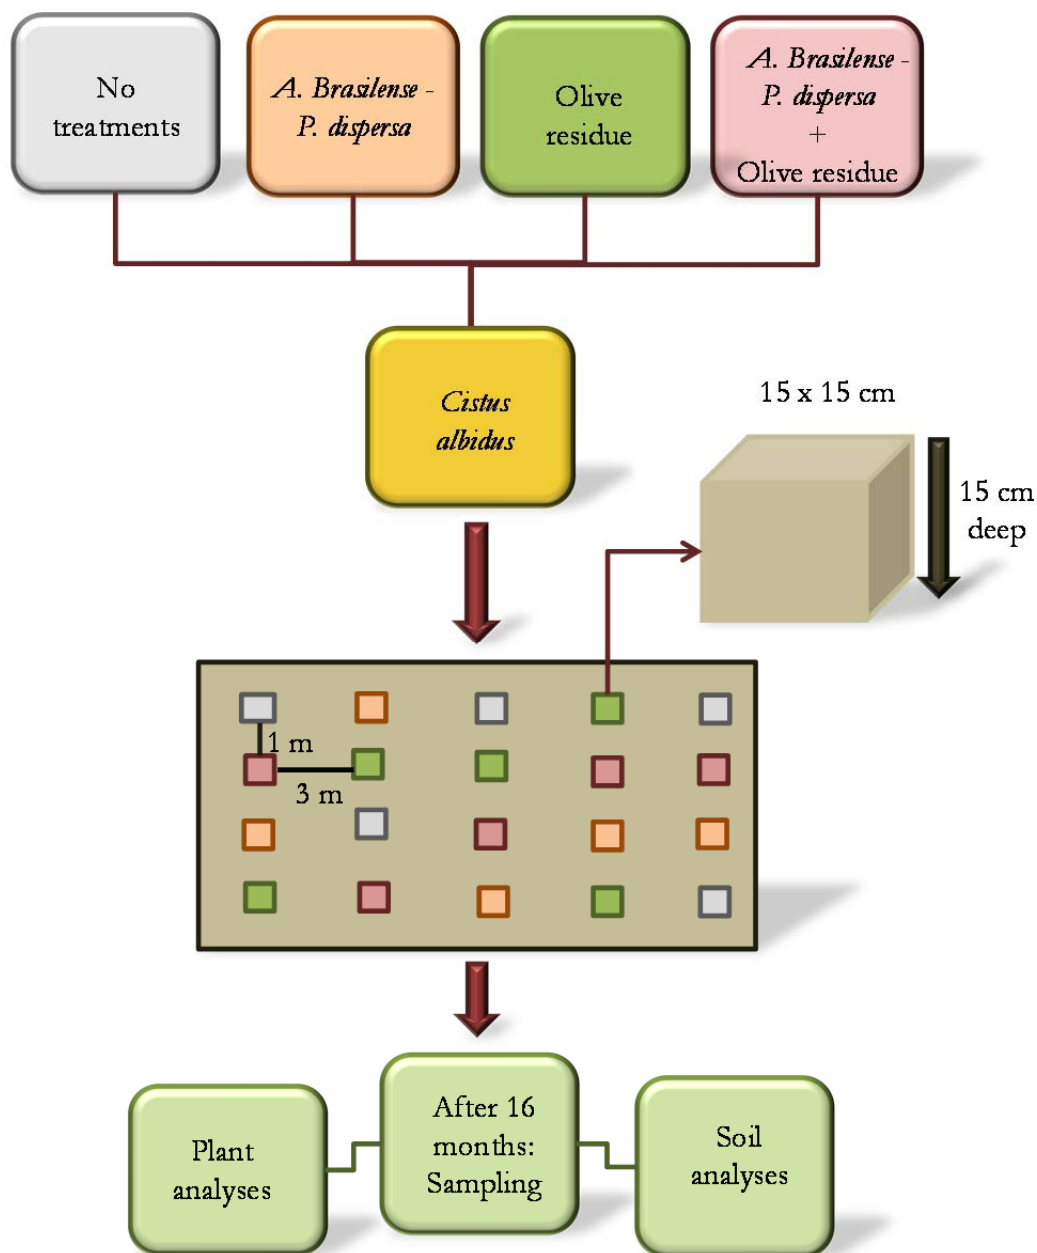 No
treatments
A. Brasilense -
P. dispersa
Olive
residue
A. Brasilense -
P. dispersa
+
Olive residue
Cistus
albidus
15 x 15 cm
15 cm
deep
1 m
3 m
Plant
analyses
After 16
months:
Sampling
Soil
analyses